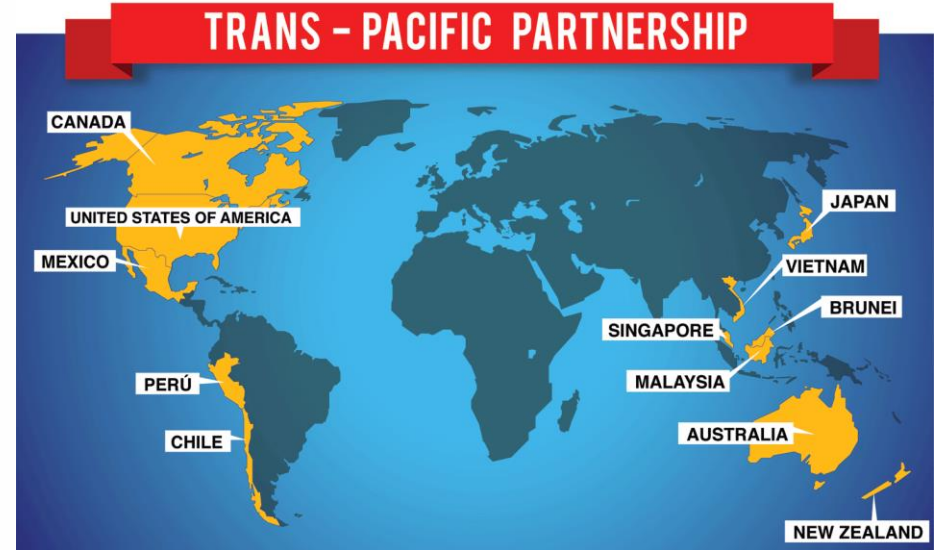 TRANS - PACIFIC PARTNERSHIP
CANADA
UNITED STATES OF AMERICA
MEXICO
PERÚ
CHILE
JAPAN
VIETNAM
BRUNEI
SINGAPORE
MALAYSIA
AUSTRALIA
NEW ZEALAND